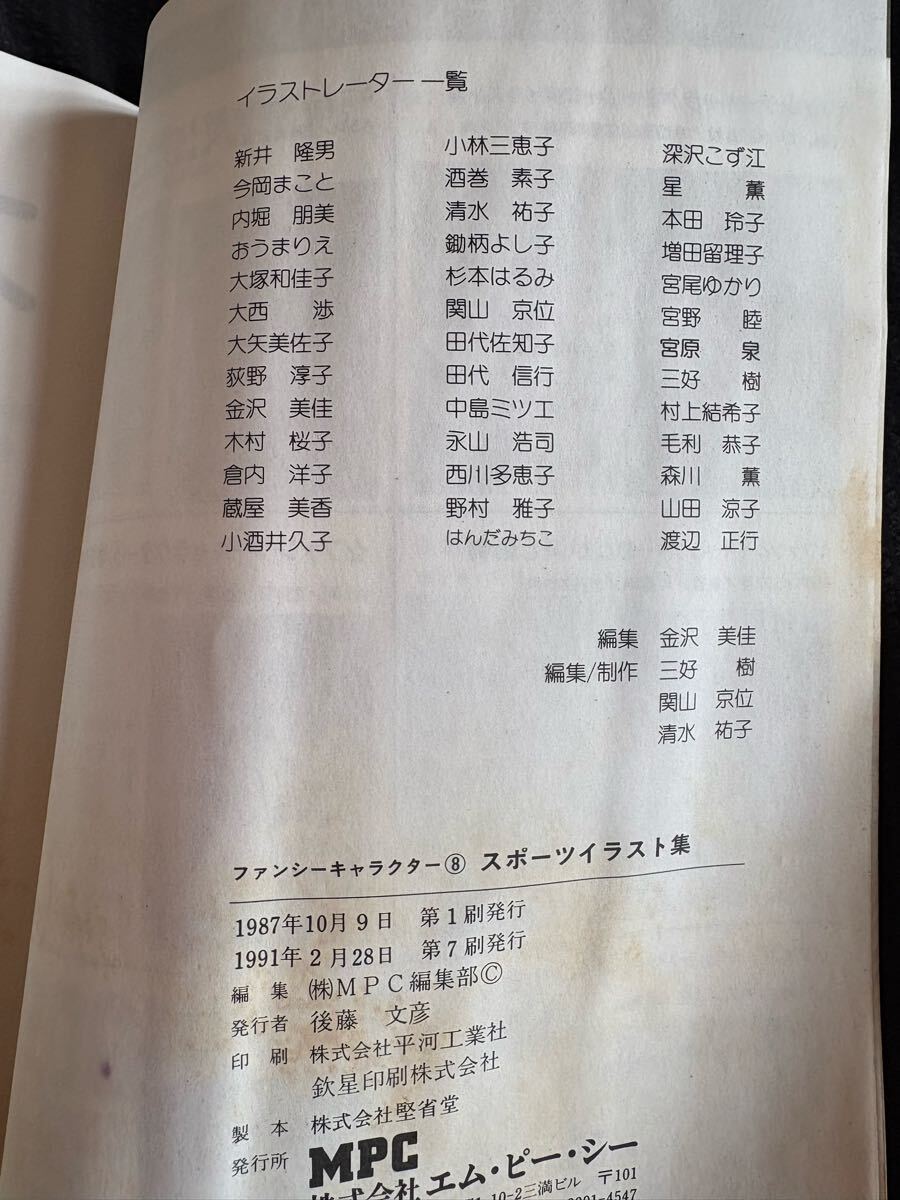 イラストレーター一覧
新井　隆男
今岡まこと
内堀　朋美
おうまりえ
大塚和佳子
大西　　渉
大矢美佐子
荻野　淳子
金沢　美佳
木村　桜子
倉内　洋子
蔵屋　美香
小酒井久子
小林三恵子
酒巻　素子
清水　祐子
鋤柄よし子
杉本はるみ
関山　京位
田代佐知子
田代　信行
中島ミツエ
永山　浩司
西川多恵子
野村　雅子
はんだみちこ
深沢こず江
星　　　薫
本田　玲子
増田留理子
宮尾ゆかり
宮野　　睦
宮原　　泉
三好　　樹
村上結希子
毛利　恭子
森川　　薫
山田　涼子
渡辺　正行
編集　金沢　美佳
編集/制作　三好　　樹
関山　京位
清水　祐子
ファンシーキャラクター⑧ スポーツイラスト集
1987年10月9日　第1刷発行
1991年2月28日　第7刷発行
編　集　㈱MPC編集部©
発行者　後藤　文彦
印　刷　株式会社平河工業社
欽星印刷株式会社
製　本　株式会社堅省堂
発行所　MPC
株式会社エム・ピー・シー
10-2三満ビル　〒101
4547